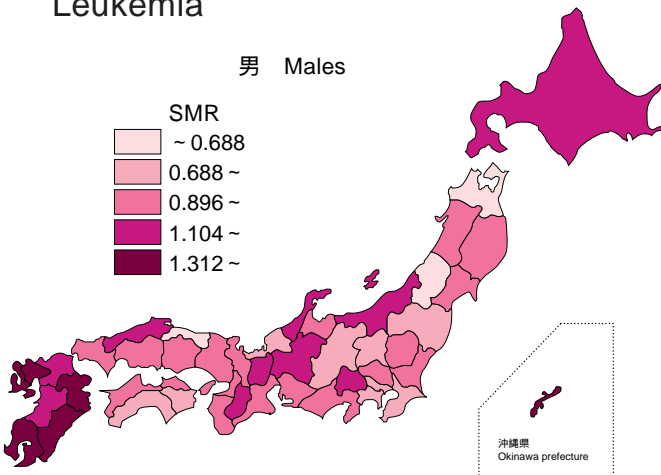 Leukemia
男 Males
SMR
~ 0.688
0.688 ~
0.896 ~
1.104 ~
1.312 ~
沖縄県
Okinawa prefecture